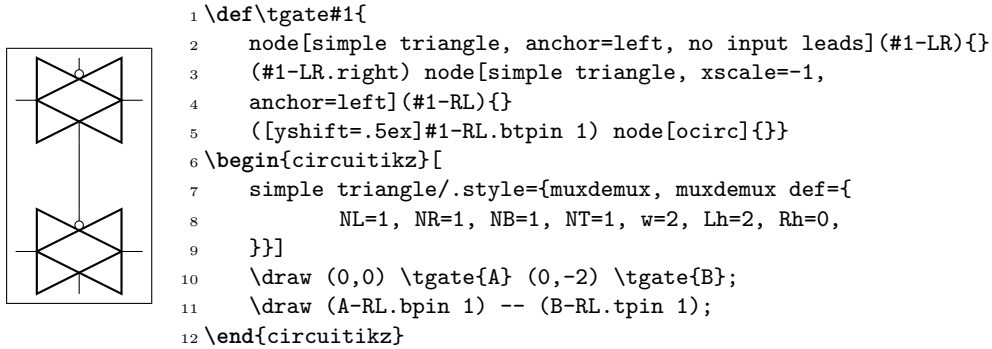 1 \def\tgate#1{
2     node[simple triangle, anchor=left, no input leads](#1-LR){}
3     (#1-LR.right) node[simple triangle, xscale=-1,
4     anchor=left](#1-RL){}
5     ([yshift=.5ex]#1-RL.btpin 1) node[ocirc]{}}
6 \begin{circuitikz}[
7     simple triangle/.style={muxdemux, muxdemux def={
8             NL=1, NR=1, NB=1, NT=1, w=2, Lh=2, Rh=0,
9     }}]
10     \draw (0,0) \tgate{A} (0,-2) \tgate{B};
11     \draw (A-RL.bpin 1) -- (B-RL.tpin 1);
12 \end{circuitikz}